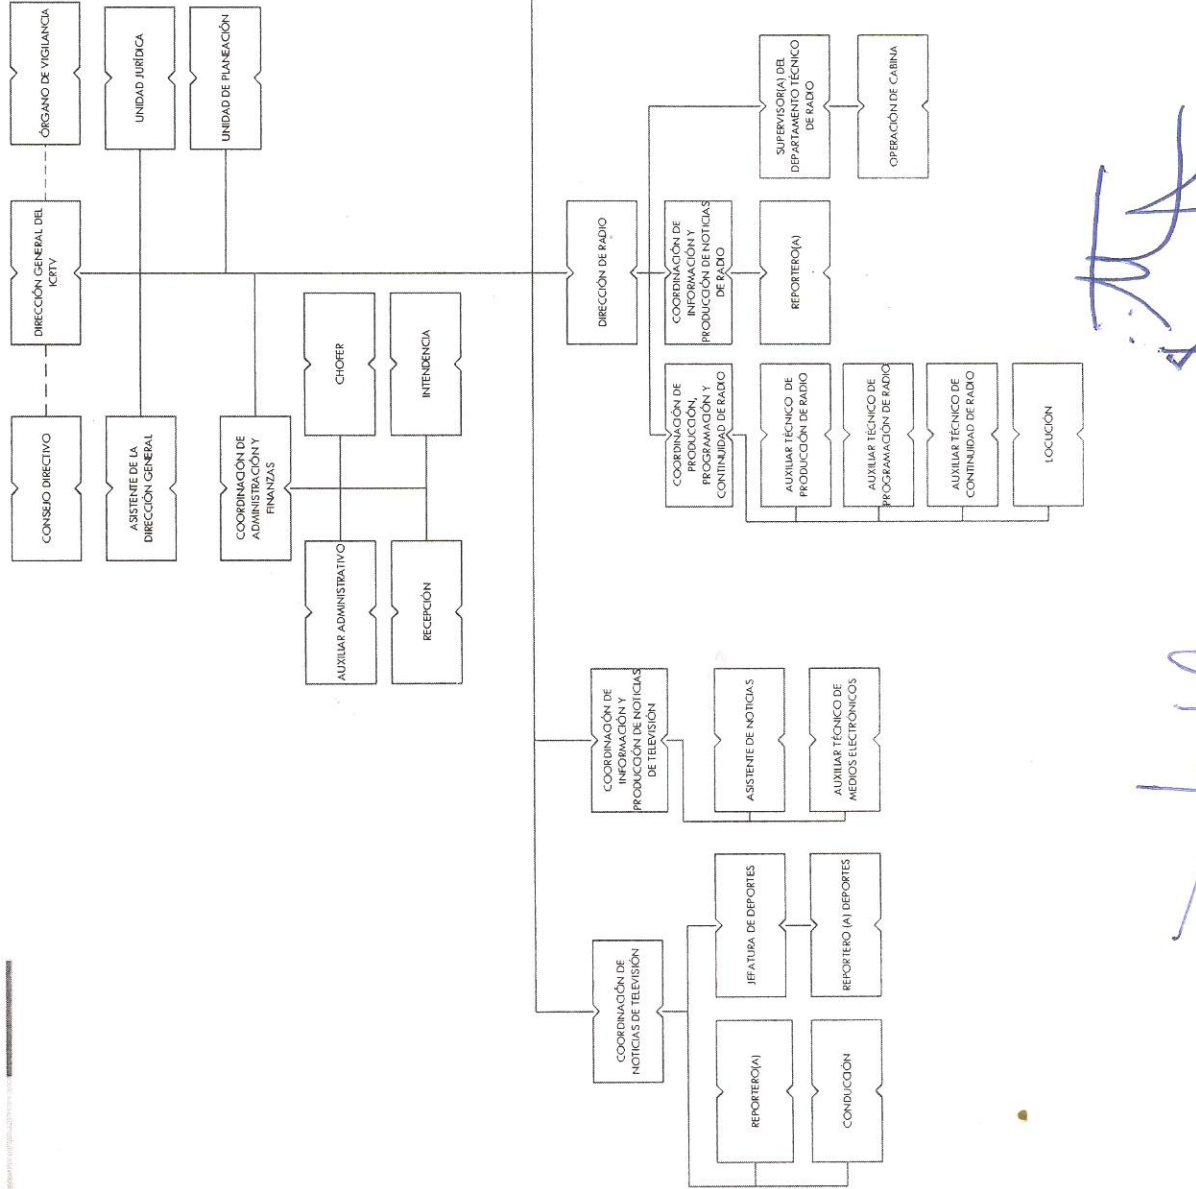 CONSEJO DIRECTIVO
DIRECCIÓN GENERAL DEL
ICRTV
ÓRGANO DE VIGILANCIA
ASISTENTE DE LA
DIRECCIÓN GENERAL
UNIDAD JURÍDICA
UNIDAD DE PLANEACIÓN
COORDINACIÓN DE
ADMINISTRACIÓN Y
FINANZAS
AUXILIAR ADMINISTRATIVO
CHOFER
RECEPCIÓN
INTENDENCIA
COORDINACIÓN DE
NOTICIAS DE TELEVISIÓN
REPORTERO(A)
CONDUCCIÓN
JEFATURA DE DEPORTES
REPORTERO (A) DEPORTES
COORDINACIÓN DE
INFORMACIÓN Y
PRODUCCIÓN DE NOTICIAS
DE TELEVISIÓN
ASISTENTE DE NOTICIAS
AUXILIAR TÉCNICO DE
MEDIOS ELECTRÓNICOS
DIRECCIÓN DE RADIO
COORDINACIÓN DE
PRODUCCIÓN,
PROGRAMACIÓN Y
CONTINUIDAD DE RADIO
AUXILIAR TÉCNICO DE
PRODUCCIÓN DE RADIO
AUXILIAR TÉCNICO DE
PROGRAMACIÓN DE RADIO
AUXILIAR TÉCNICO DE
CONTINUIDAD DE RADIO
LOCUCIÓN
COORDINACIÓN DE
INFORMACIÓN Y
PRODUCCIÓN DE NOTICIAS
DE RADIO
REPORTERO(A)
SUPERVISOR(A) DEL
DEPARTAMENTO TÉCNICO
DE RADIO
OPERACIÓN DE CABINA